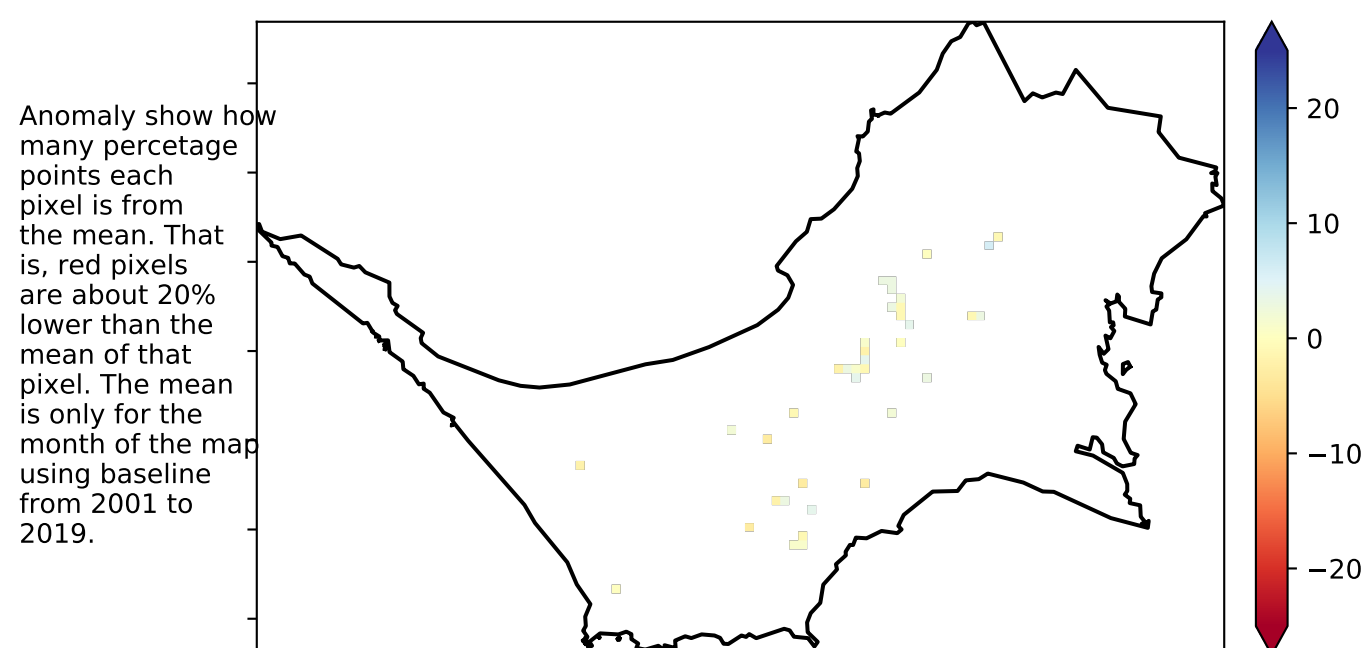 Anomaly show how
many percetage
points each
pixel is from
the mean. That
is, red pixels
are about 20%
lower than the
mean of that
pixel. The mean
is only for the
month of the map
using baseline
from 2001 to
2019.
20
10
0
−10
−20